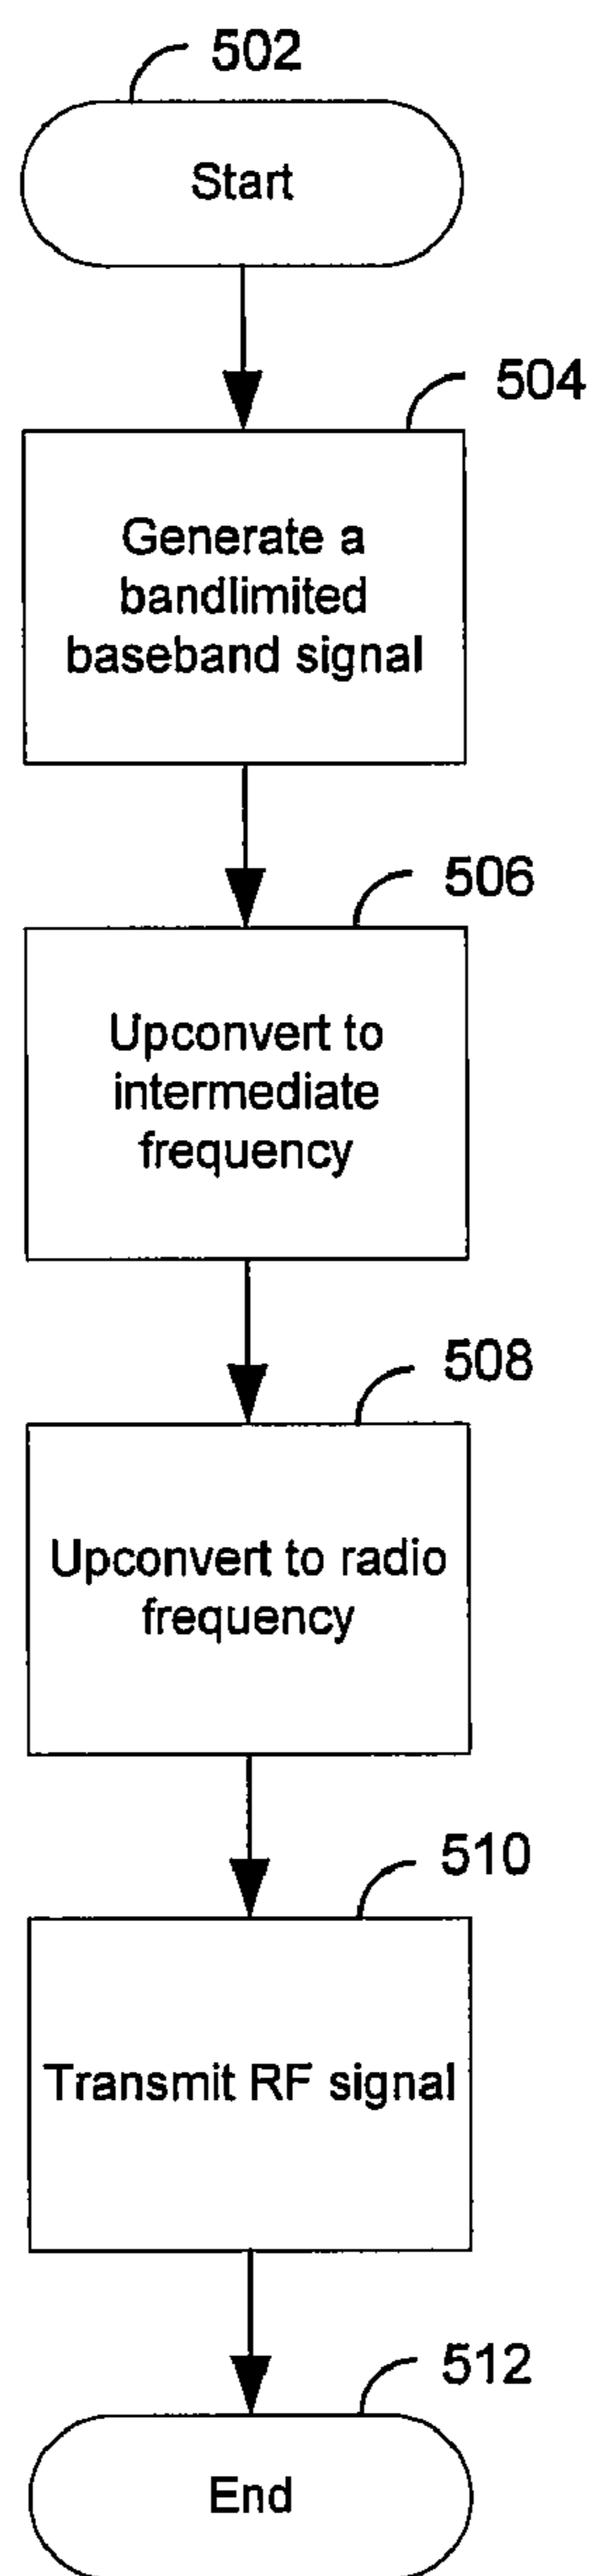 502
Start
504
Generate a
bandlimited
baseband signal
506
Upconvert to
intermediate
frequency
508
Upconvert to radio
frequency
510
Transmit RF signal
512
End